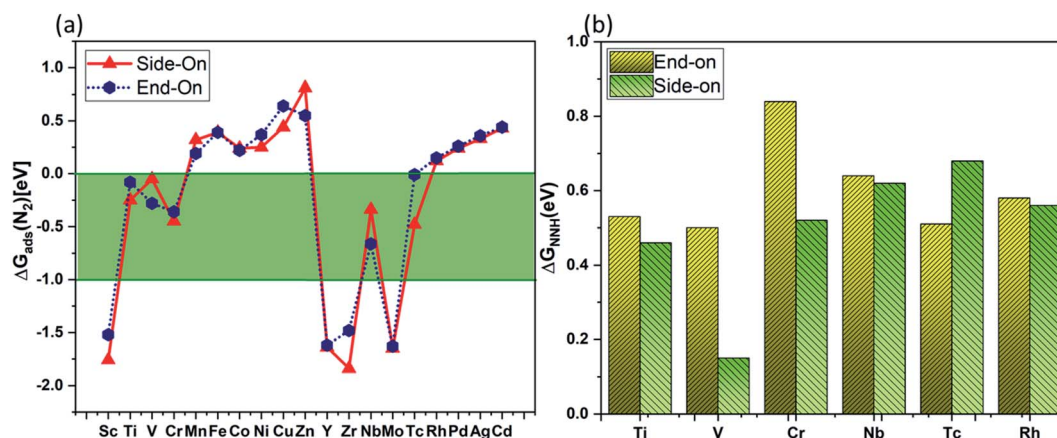 (a)
Side-On
End-On
ΔG_ads(N_2)[eV]
1.0
0.5
0.0
-0.5
-1.0
-1.5
-2.0
Sc Ti V Cr Mn Fe Co Ni Cu Zn Y Zr Nb Mo Tc Rh Pd Ag Cd
(b)
End-on
Side-on
ΔG_NNH(eV)
1.0
0.8
0.6
0.4
0.2
0.0
Ti V Cr Nb Tc Rh